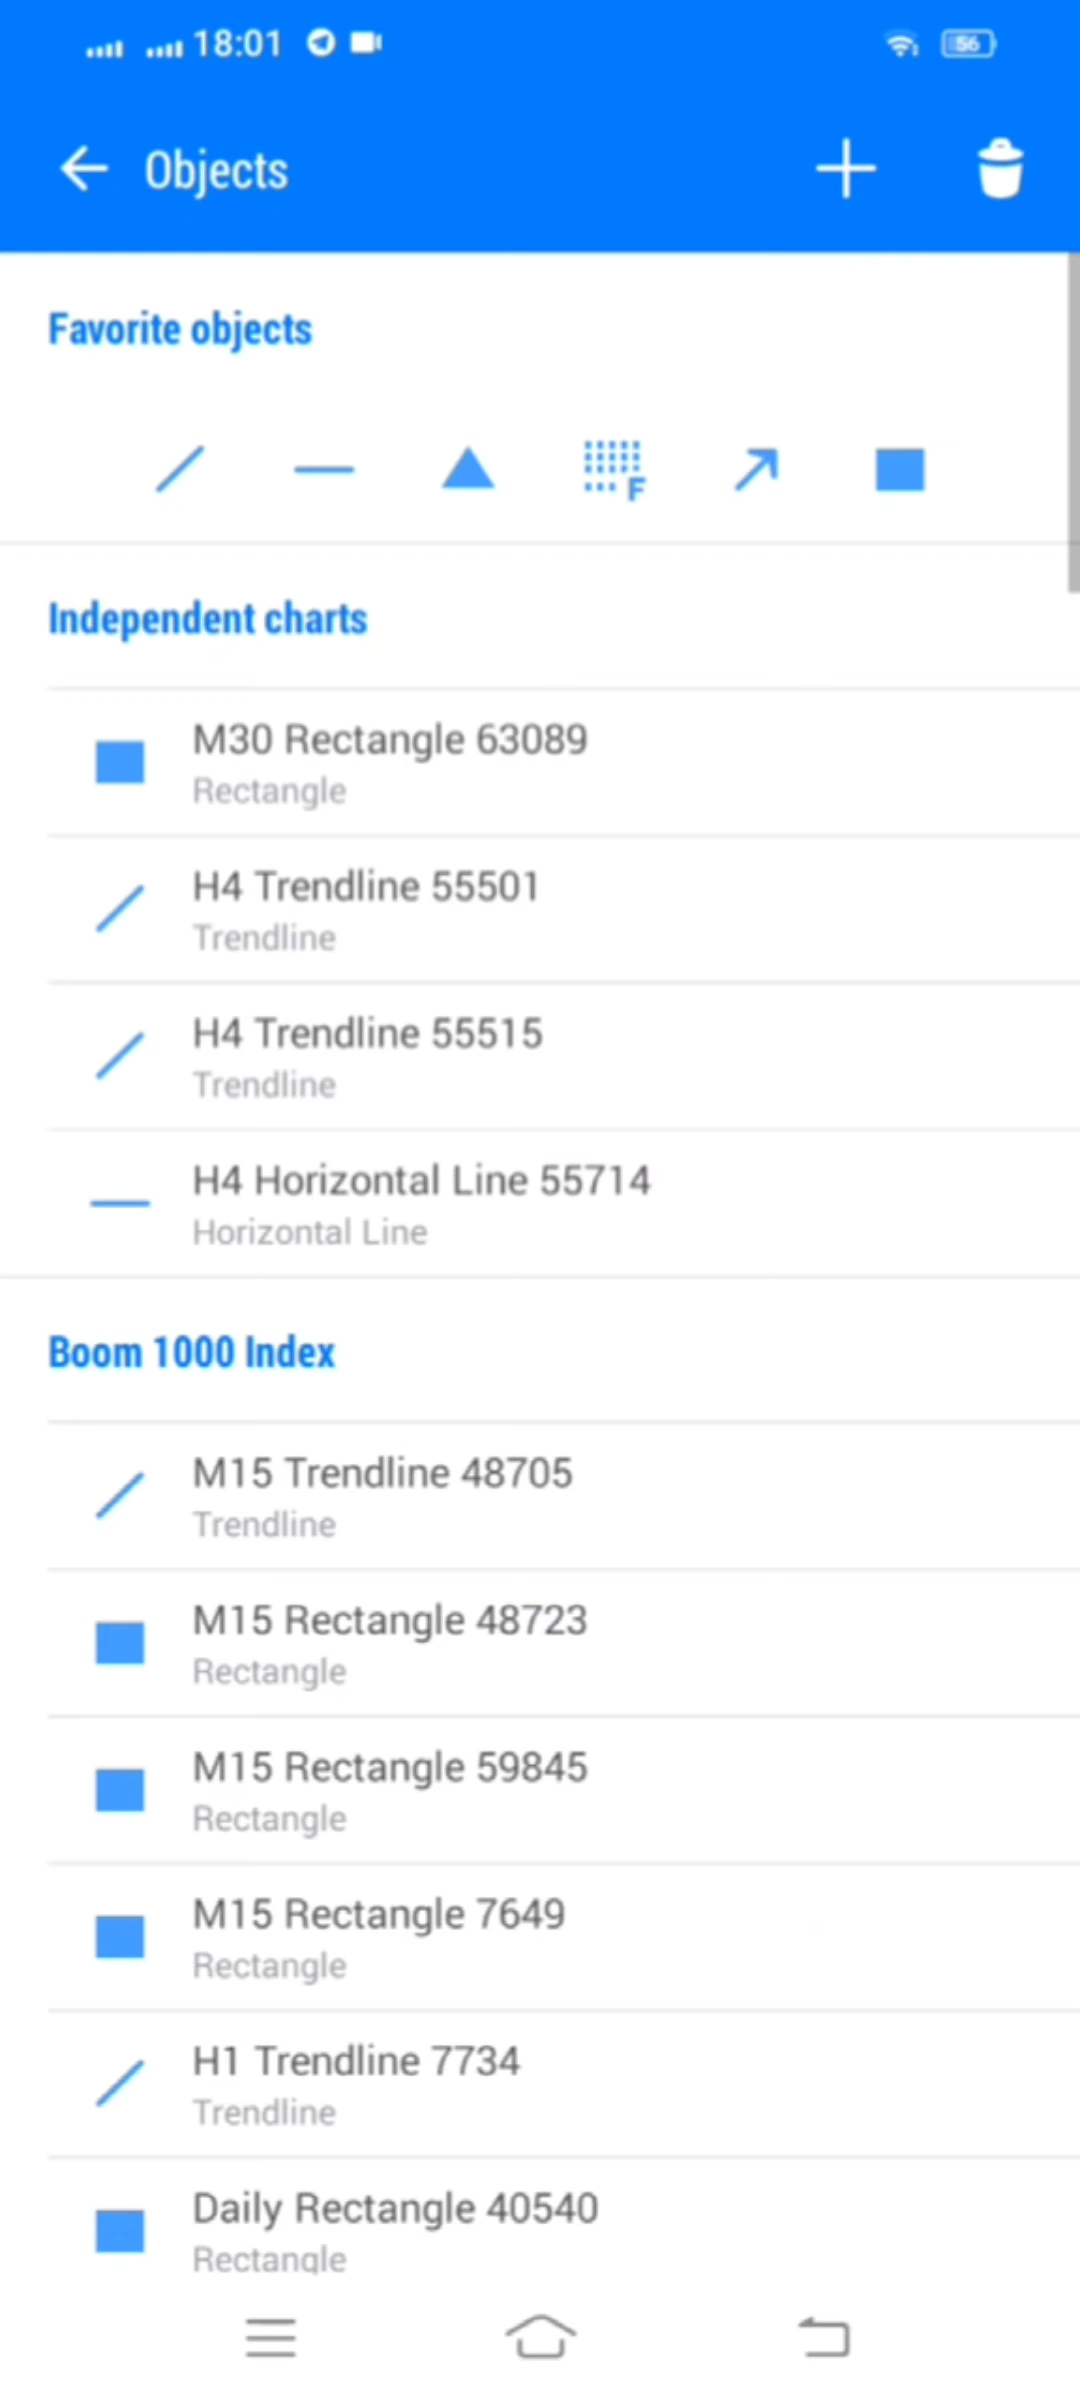 18:01
56
Objects
Favorite objects
F
Independent charts
M30 Rectangle 63089
Rectangle
H4 Trendline 55501
Trendline
H4 Trendline 55515
Trendline
H4 Horizontal Line 55714
Horizontal Line
Boom 1000 Index
M15 Trendline 48705
Trendline
M15 Rectangle 48723
Rectangle
M15 Rectangle 59845
Rectangle
M15 Rectangle 7649
Rectangle
H1 Trendline 7734
Trendline
Daily Rectangle 40540
Rectangle